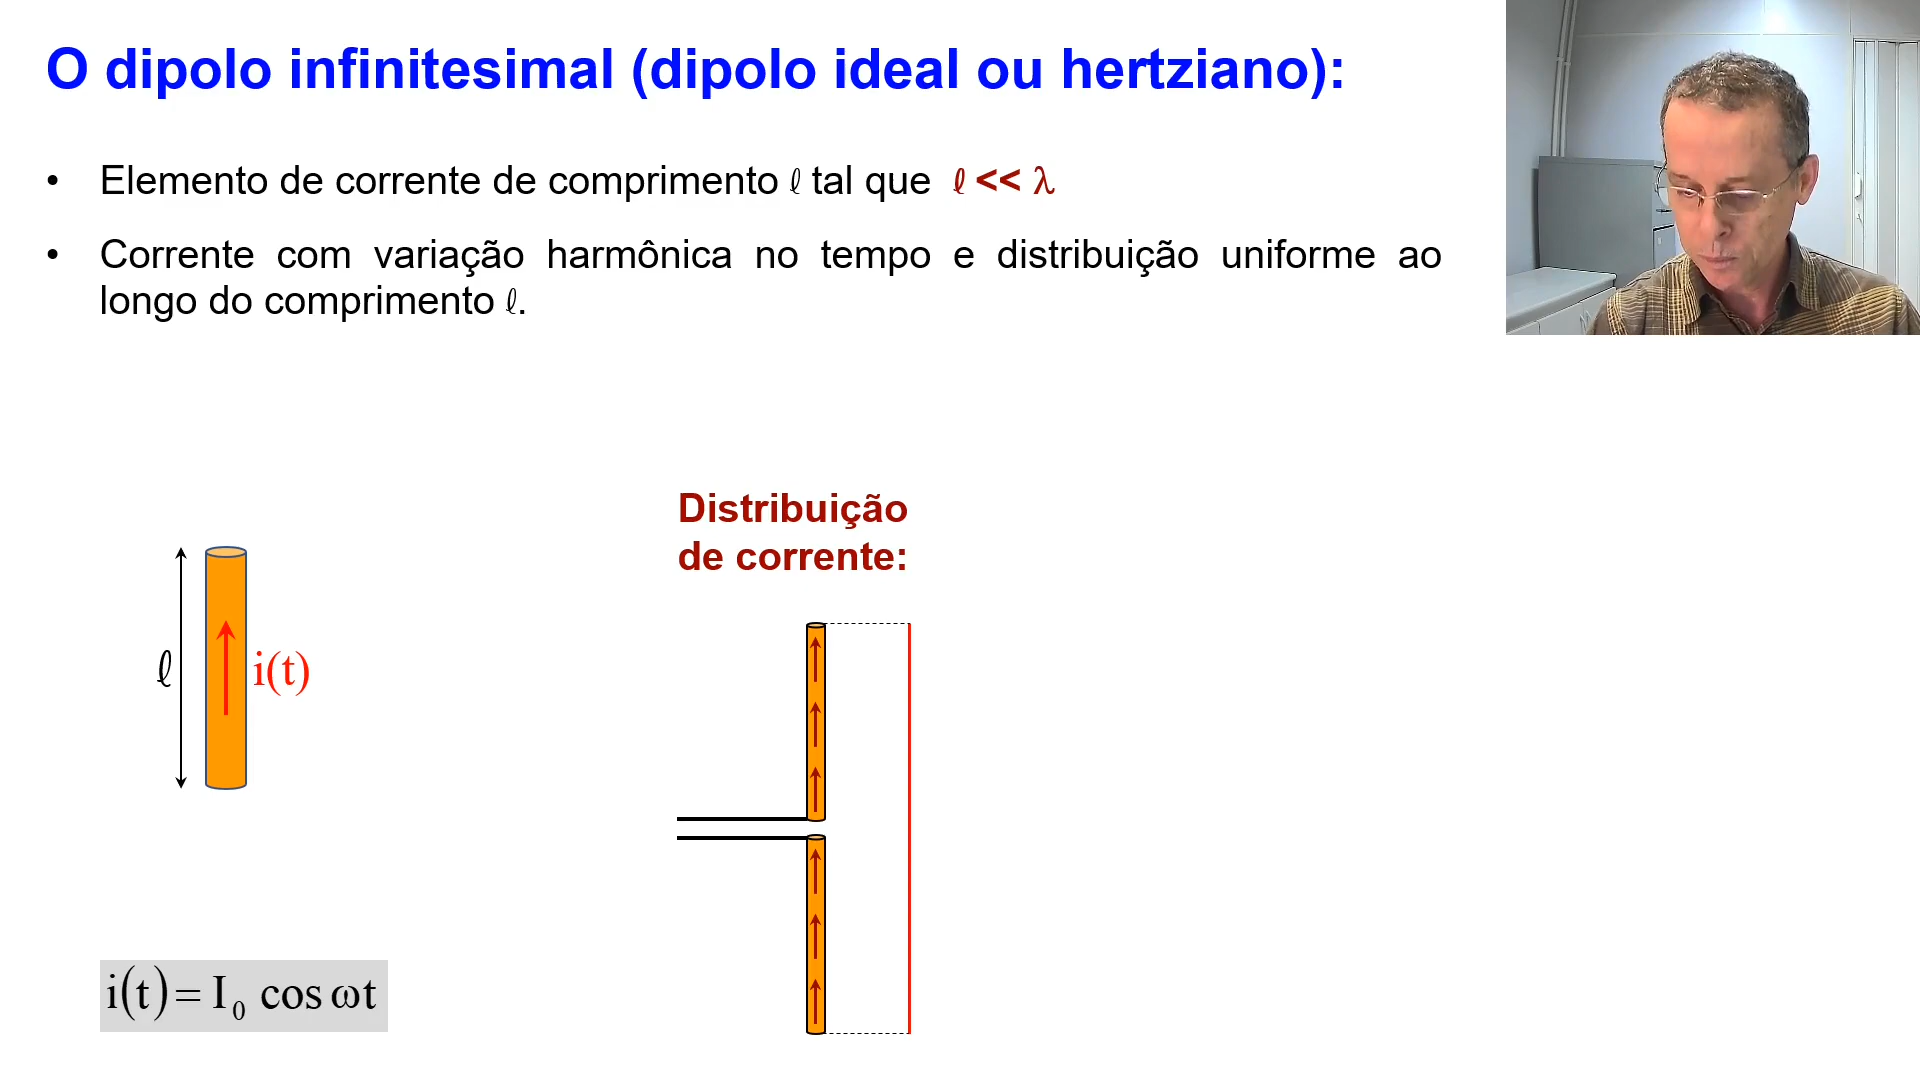 O dipolo infinitesimal (dipolo ideal ou hertziano):
• Elemento de corrente de comprimento ℓ tal que ℓ << λ
• Corrente com variação harmônica no tempo e distribuição uniforme ao
longo do comprimento ℓ.
Distribuição
de corrente:
ℓ
i(t)
i(t) = I₀ cos ωt